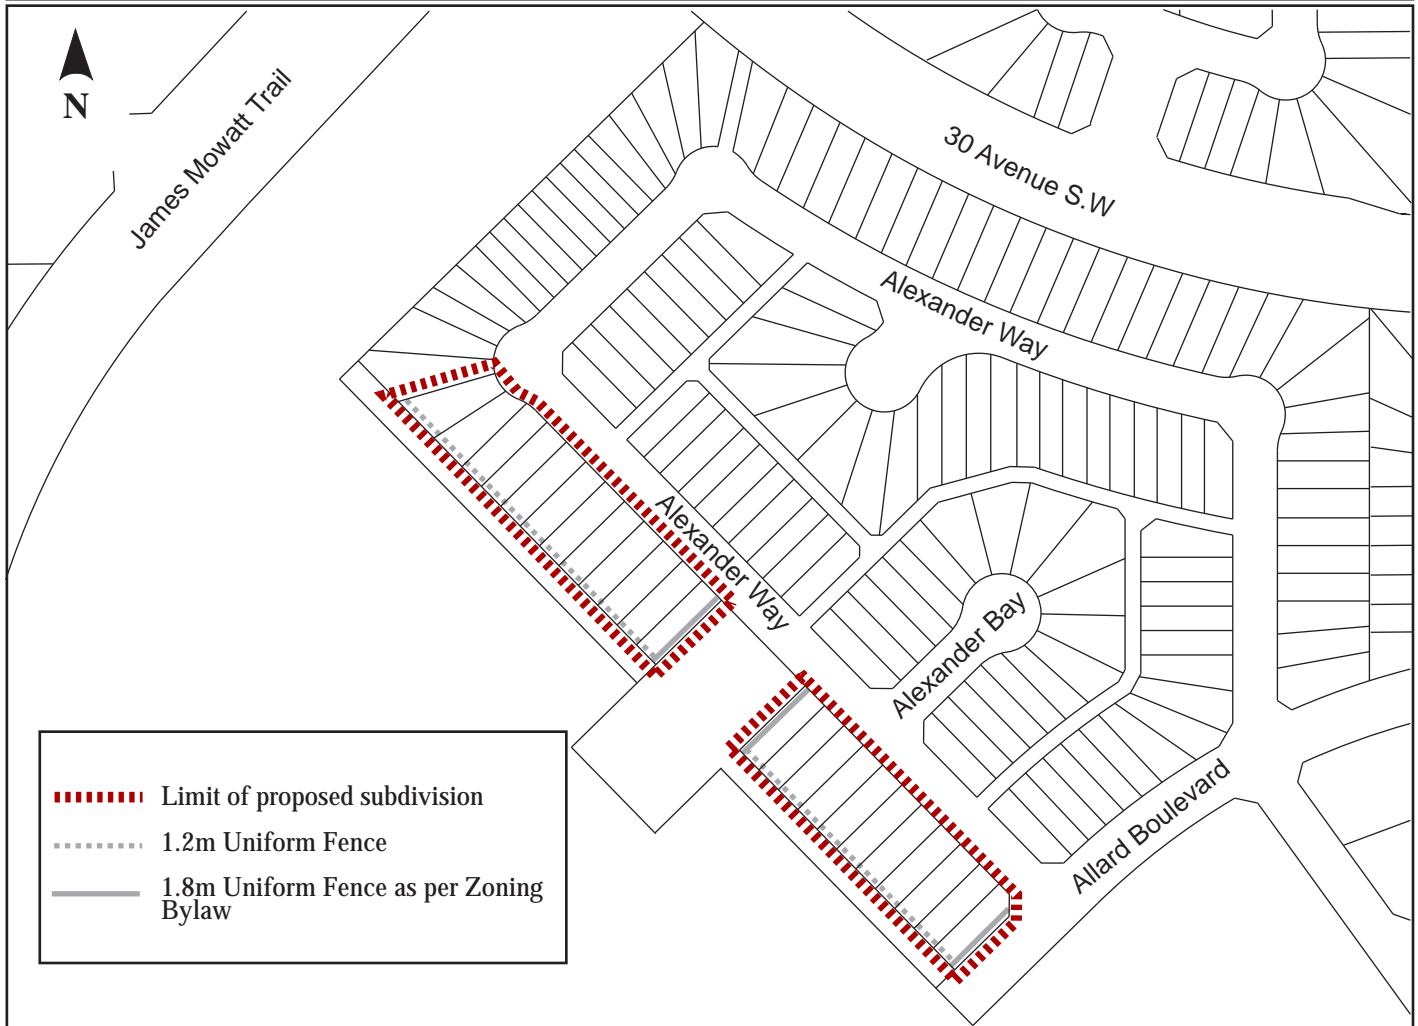 N
James Mowatt Trail
30 Avenue S.W
Alexander Way
Alexander Way
Alexander Bay
Allard Boulevard
Limit of proposed subdivision
1.2m Uniform Fence
1.8m Uniform Fence as per Zoning
Bylaw